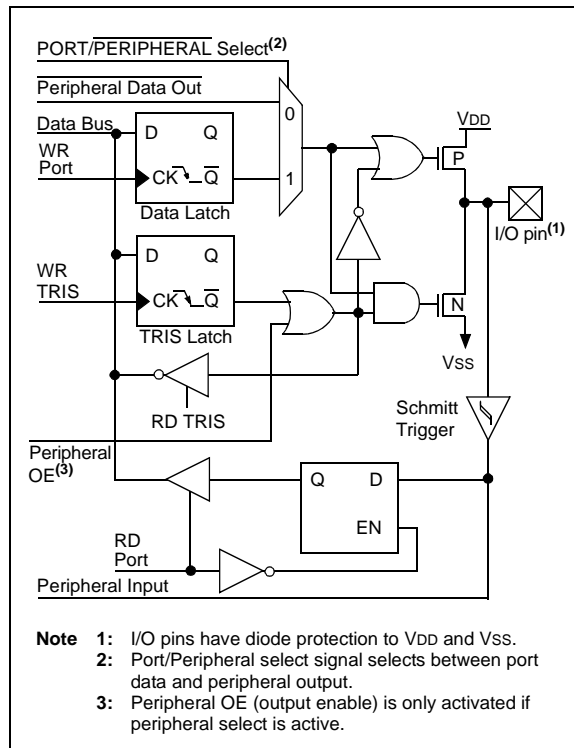 PORT/PERIPHERAL Select(2)
Peripheral Data Out
Data Bus
WR
Port
D Q
CK Q
Data Latch
0
1
VDD
P
I/O pin(1)
WR
TRIS
D Q
CK Q
TRIS Latch
N
VSS
RD TRIS
Schmitt
Trigger
Peripheral
OE(3)
Q D
EN
RD
Port
Peripheral Input
Note 1: I/O pins have diode protection to VDD and VSS.
2: Port/Peripheral select signal selects between port
data and peripheral output.
3: Peripheral OE (output enable) is only activated if
peripheral select is active.